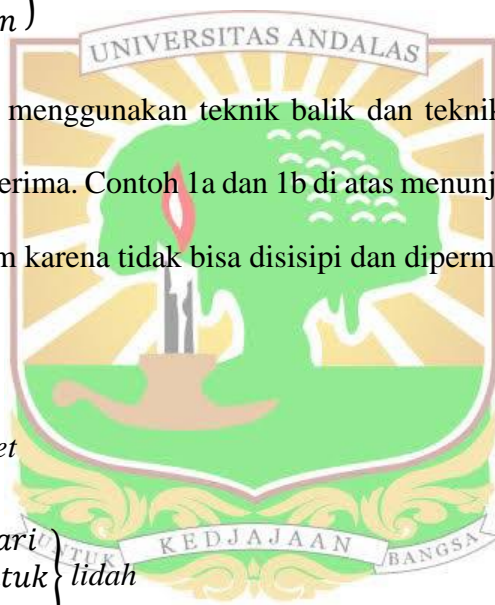 n )
UNIVERSITAS ANDALAS
menggunakan teknik balik dan teknik
erima. Contoh 1a dan 1b di atas menunj
m karena tidak bisa disisipi dan diperm
et
ari
tuk } lidah
UNTUK KEDJAJAAN BANGSA